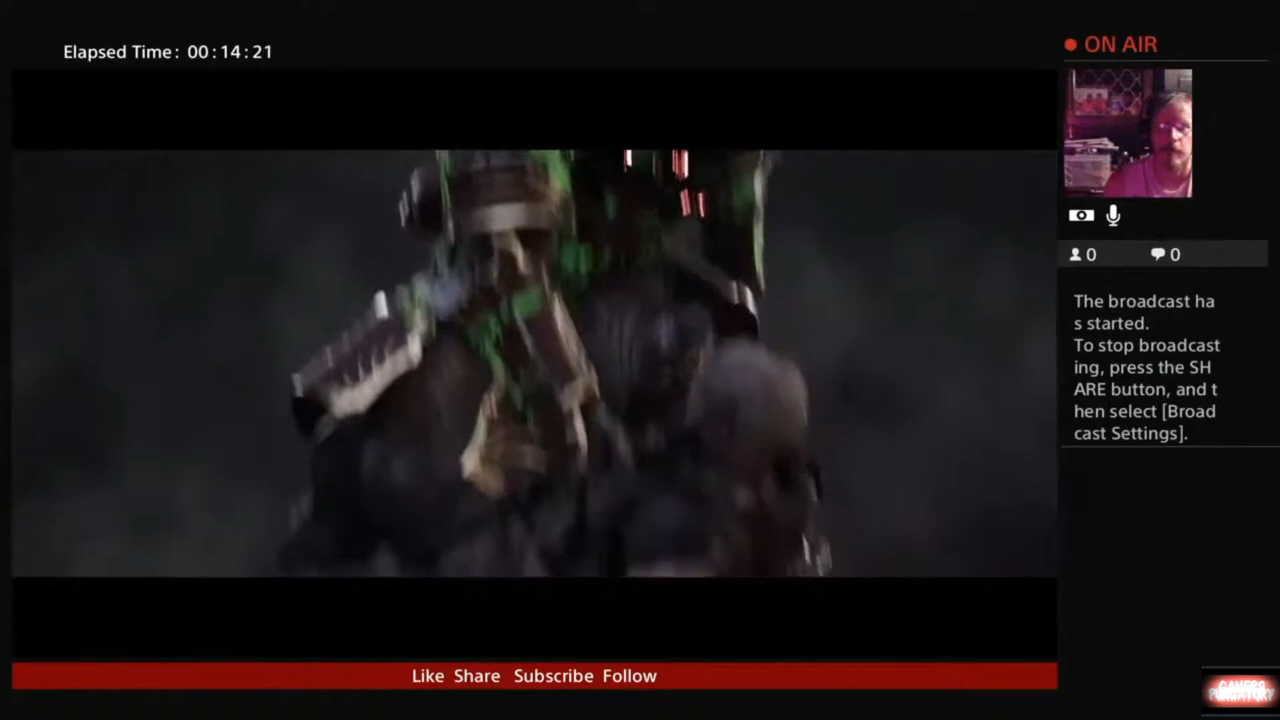 Elapsed Time: 00:14:21
ON AIR
0 0
The broadcast ha
s started.
To stop broadcast
ing, press the SH
ARE button, and t
hen select [Broad
cast Settings].
Like Share Subscribe Follow
GAMERS